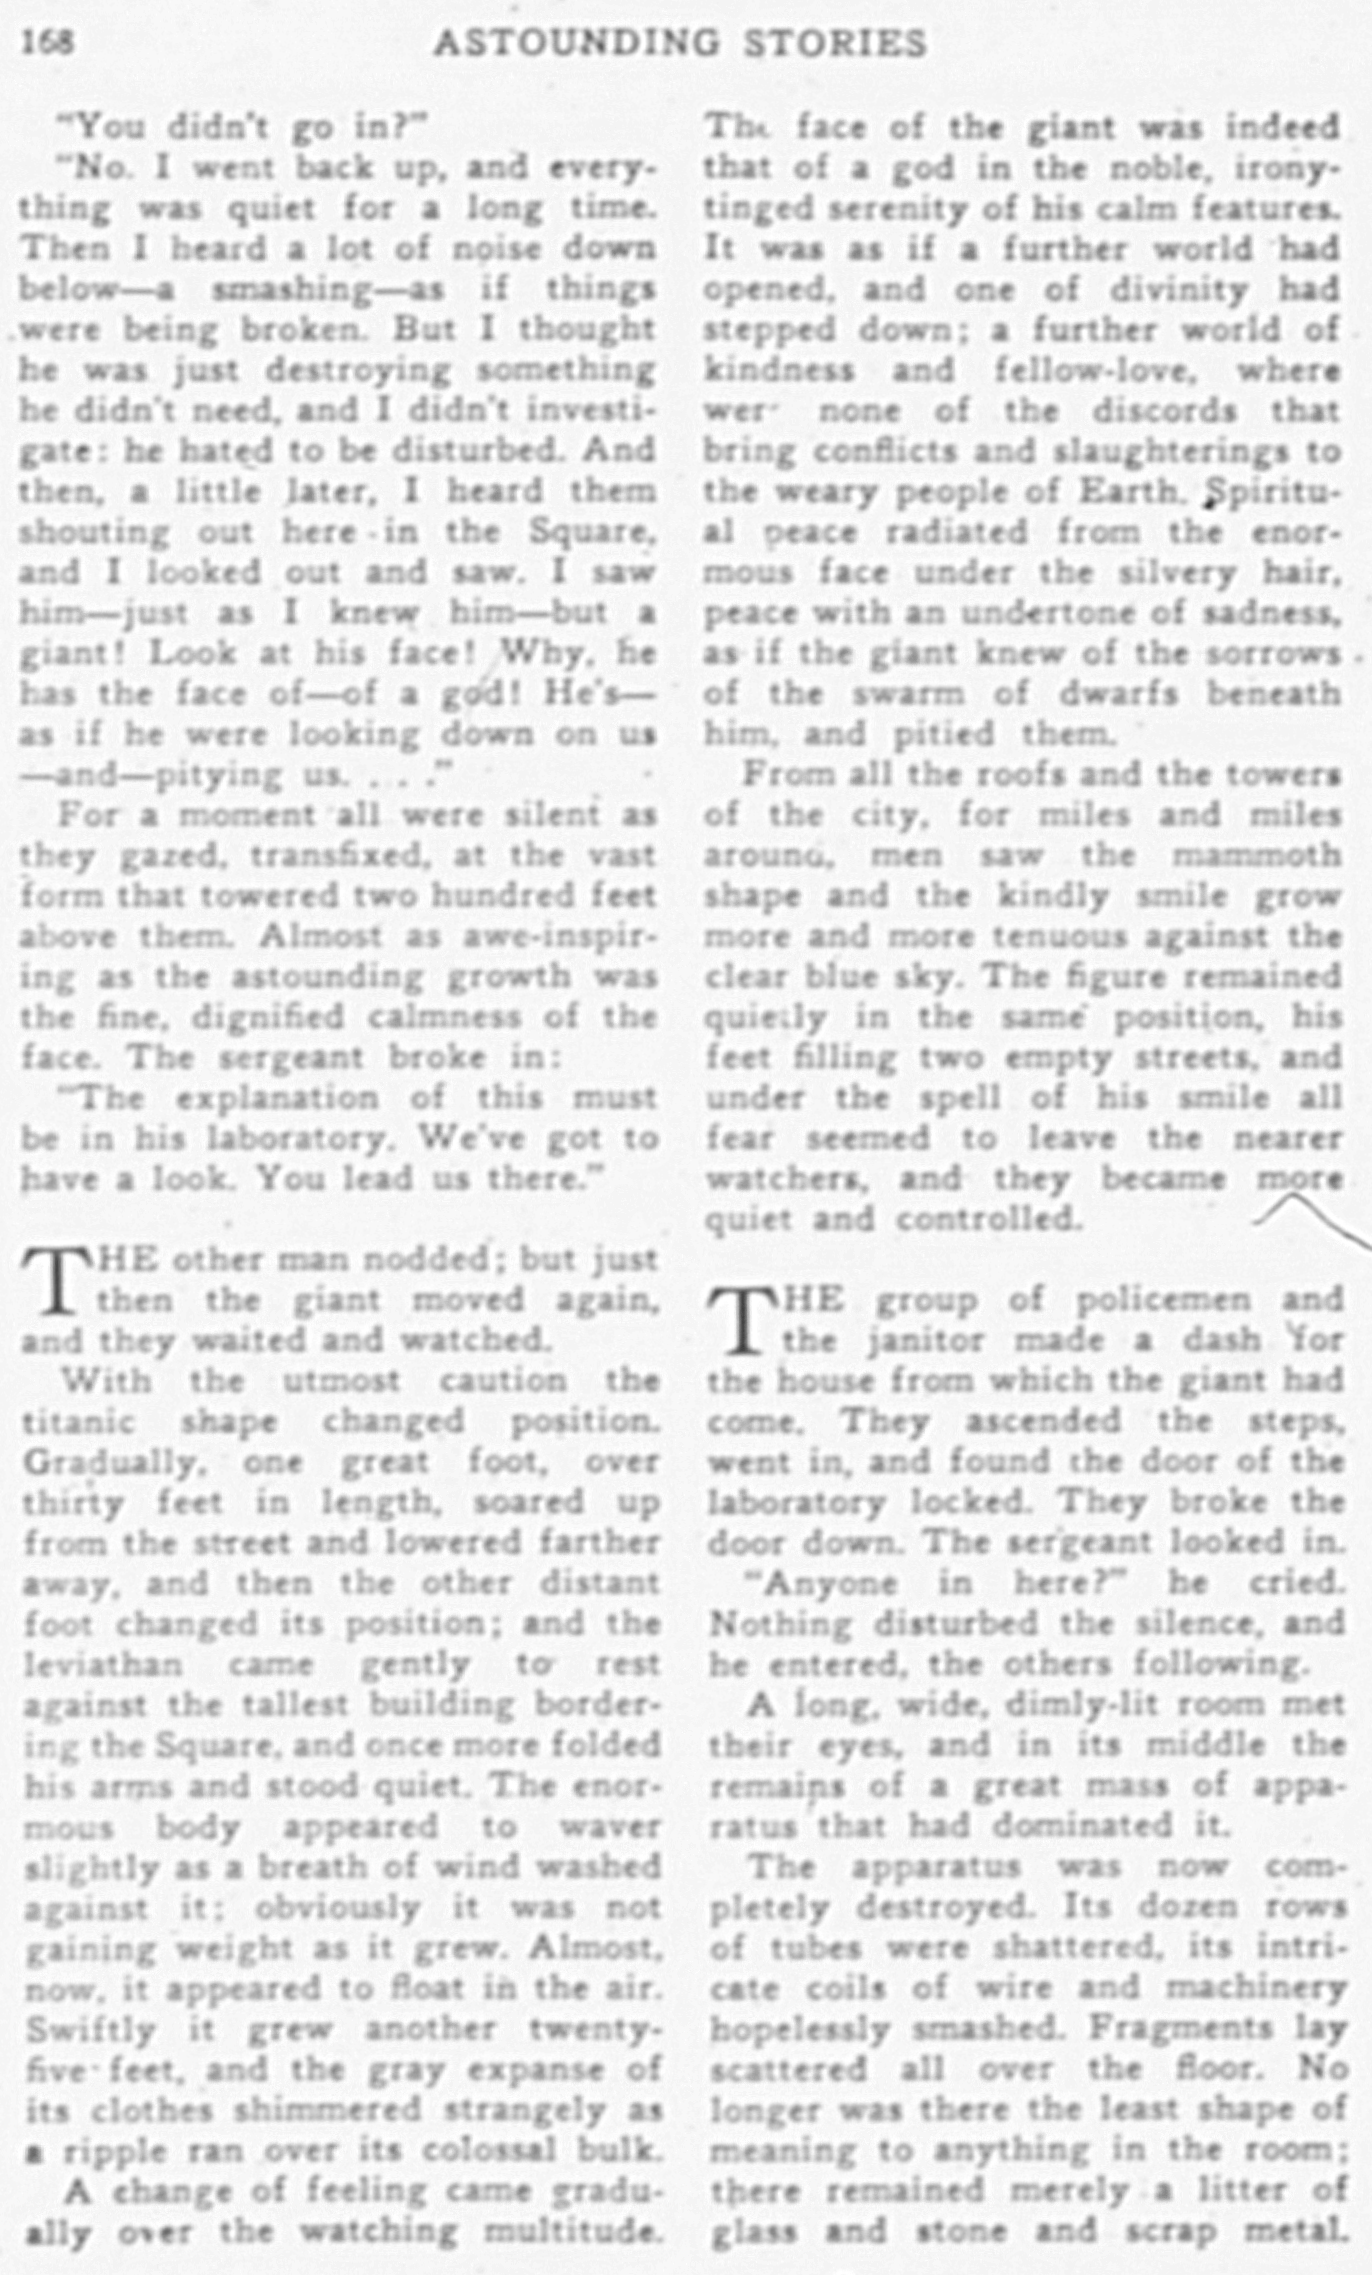 168
ASTOUNDING STORIES
"You didn't go in?"
"No. I went back up, and every-
thing was quiet for a long time.
Then I heard a lot of noise down
below—a smashing—as if things
were being broken. But I thought
he was just destroying something
he didn't need, and I didn't investi-
gate: he hated to be disturbed. And
then, a little later, I heard them
shouting out here in the Square,
and I looked out and saw. I saw
him—just as I knew him—but a
giant! Look at his face! Why, he
has the face of—of a god! He's—
as if he were looking down on us
—and—pitying us. . . ."
For a moment all were silent as
they gazed, transfixed, at the vast
form that towered two hundred feet
above them. Almost as awe-inspir-
ing as the astounding growth was
the fine, dignified calmness of the
face. The sergeant broke in:
"The explanation of this must
be in his laboratory. We've got to
have a look. You lead us there."
THE other man nodded; but just
then the giant moved again,
and they waited and watched.
With the utmost caution the
titanic shape changed position.
Gradually, one great foot, over
thirty feet in length, soared up
from the street and lowered farther
away, and then the other distant
foot changed its position; and the
leviathan came gently to rest
against the tallest building border-
ing the Square, and once more folded
his arms and stood quiet. The enor-
mous body appeared to waver
slightly as a breath of wind washed
against it; obviously it was not
gaining weight as it grew. Almost,
now, it appeared to float in the air.
Swiftly it grew another twenty-
five feet, and the gray expanse of
its clothes shimmered strangely as
a ripple ran over its colossal bulk.
A change of feeling came gradu-
ally over the watching multitude.
The face of the giant was indeed
that of a god in the noble, irony-
tinged serenity of his calm features.
It was as if a further world had
opened, and one of divinity had
stepped down; a further world of
kindness and fellow-love, where
were none of the discords that
bring conflicts and slaughterings to
the weary people of Earth. Spiritu-
al peace radiated from the enor-
mous face under the silvery hair,
peace with an undertone of sadness,
as if the giant knew of the sorrows
of the swarm of dwarfs beneath
him, and pitied them.
From all the roofs and the towers
of the city, for miles and miles
around, men saw the mammoth
shape and the kindly smile grow
more and more tenuous against the
clear blue sky. The figure remained
quietly in the same position, his
feet filling two empty streets, and
under the spell of his smile all
fear seemed to leave the nearer
watchers, and they became more
quiet and controlled.
THE group of policemen and
the janitor made a dash for
the house from which the giant had
come. They ascended the steps,
went in, and found the door of the
laboratory locked. They broke the
door down. The sergeant looked in.
"Anyone in here?" he cried.
Nothing disturbed the silence, and
he entered, the others following.
A long, wide, dimly-lit room met
their eyes, and in its middle the
remains of a great mass of appa-
ratus that had dominated it.
The apparatus was now com-
pletely destroyed. Its dozen rows
of tubes were shattered, its intri-
cate coils of wire and machinery
hopelessly smashed. Fragments lay
scattered all over the floor. No
longer was there the least shape of
meaning to anything in the room;
there remained merely a litter of
glass and stone and scrap metal.